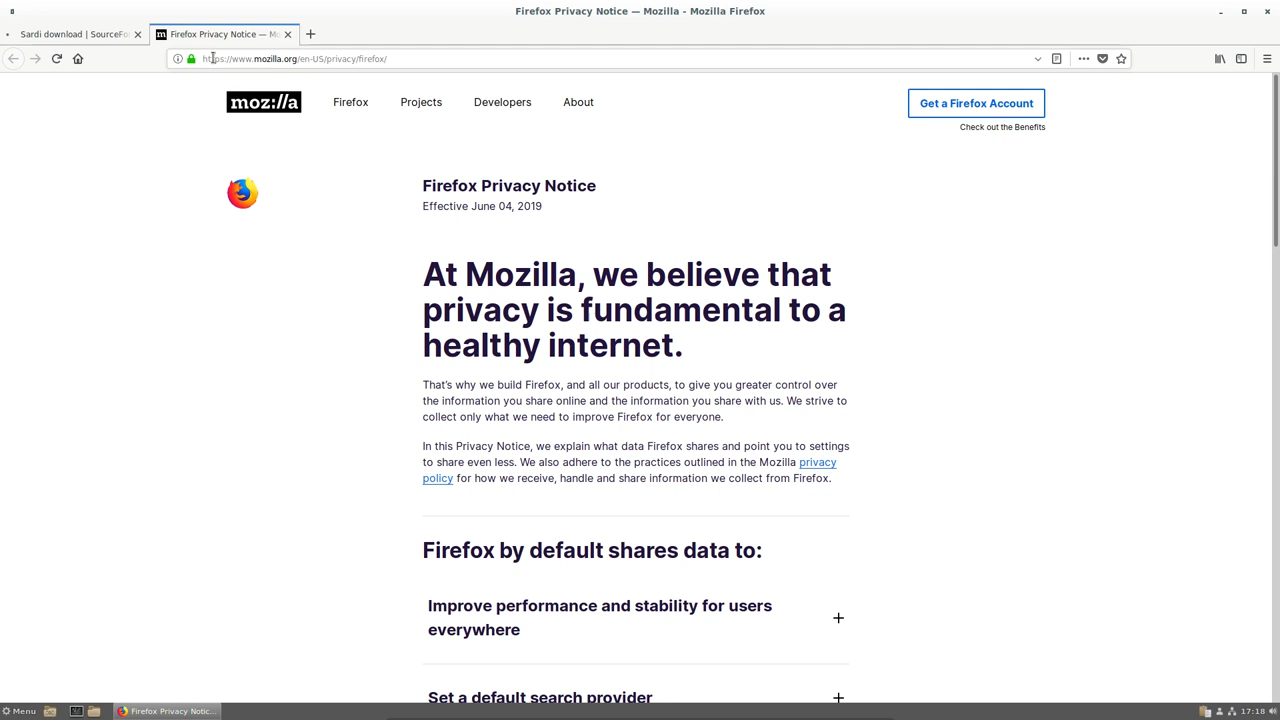 Firefox Privacy Notice — Mozilla - Mozilla Firefox
Sardi download | SourceFo
Firefox Privacy Notice — Mo
https://www.mozilla.org/en-US/privacy/firefox/
moz://a
Firefox
Projects
Developers
About
Get a Firefox Account
Check out the Benefits
Firefox Privacy Notice
Effective June 04, 2019
At Mozilla, we believe that
privacy is fundamental to a
healthy internet.
That’s why we build Firefox, and all our products, to give you greater control over
the information you share online and the information you share with us. We strive to
collect only what we need to improve Firefox for everyone.
In this Privacy Notice, we explain what data Firefox shares and point you to settings
to share even less. We also adhere to the practices outlined in the Mozilla privacy
policy for how we receive, handle and share information we collect from Firefox.
Firefox by default shares data to:
Improve performance and stability for users
everywhere
Set a default search provider
Menu
Firefox Privacy Notic...
17:18